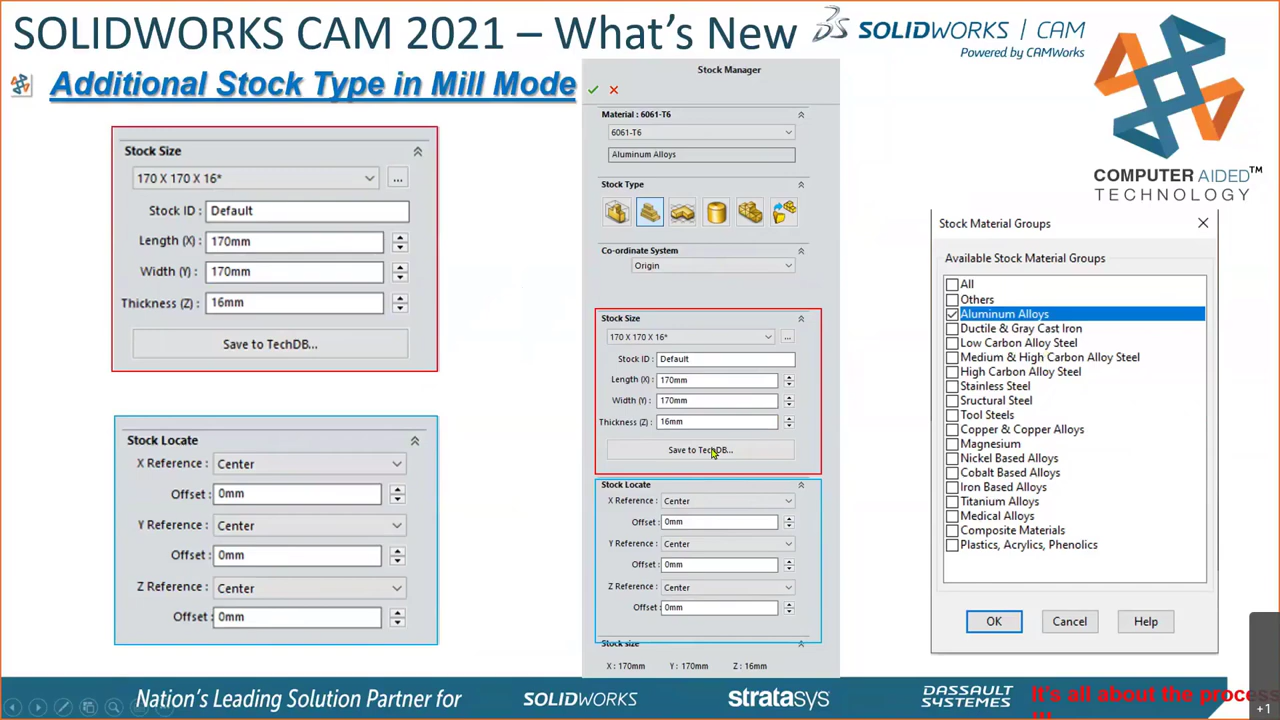 SOLIDWORKS CAM 2021 – What's New
SOLIDWORKS | CAM
Powered by CAMWorks
COMPUTER AIDED™
TECHNOLOGY
Additional Stock Type in Mill Mode
Stock Size
170 X 170 X 16*
...
Stock ID : Default
Length (X) : 170mm
Width (Y) : 170mm
Thickness (Z) : 16mm
Save to TechDB...
Stock Locate
X Reference : Center
Offset : 0mm
Y Reference : Center
Offset : 0mm
Z Reference : Center
Offset : 0mm
Stock Manager
Material : 6061-T6
6061-T6
Aluminum Alloys
Stock Type
Co-ordinate System
Origin
Stock Size
170 X 170 X 16*
...
Stock ID : Default
Length (X) : 170mm
Width (Y) : 170mm
Thickness (Z) : 16mm
Save to TechDB...
Stock Locate
X Reference : Center
Offset : 0mm
Y Reference : Center
Offset : 0mm
Z Reference : Center
Offset : 0mm
Stock size
X : 170mm Y : 170mm Z : 16mm
Stock Material Groups
Available Stock Material Groups
All
Others
Aluminum Alloys
Ductile & Gray Cast Iron
Low Carbon Alloy Steel
Medium & High Carbon Alloy Steel
High Carbon Alloy Steel
Stainless Steel
Sructural Steel
Tool Steels
Copper & Copper Alloys
Magnesium
Nickel Based Alloys
Cobalt Based Alloys
Iron Based Alloys
Titanium Alloys
Medical Alloys
Composite Materials
Plastics, Acrylics, Phenolics
OK Cancel Help
Nation's Leading Solution Partner for
SOLIDWORKS
stratasys
DASSAULT
SYSTEMES
It's all about the process
!!!
+1